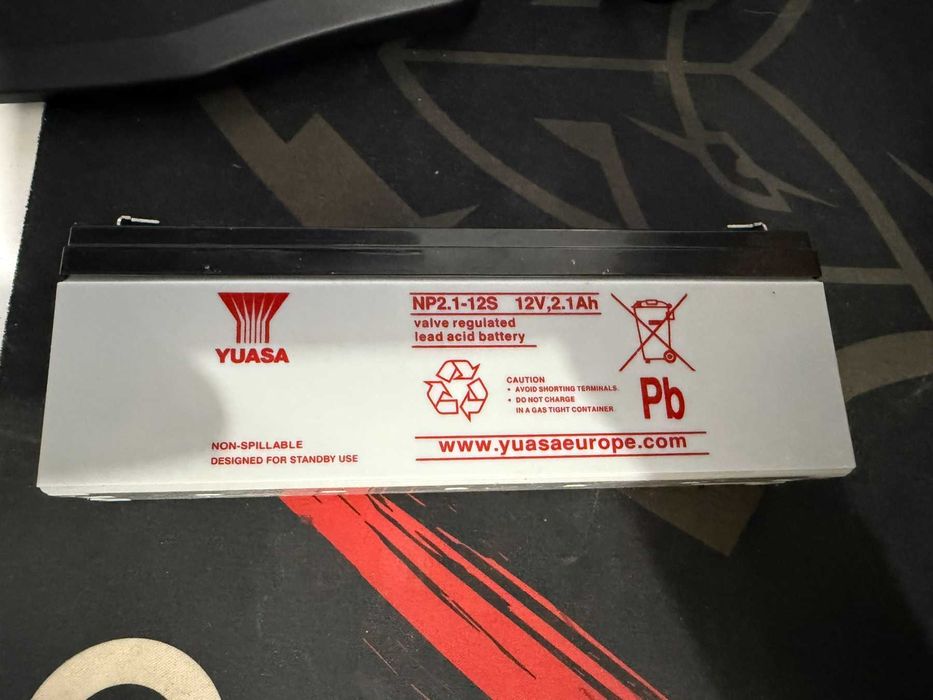 YUASA
NP2.1-12S 12V,2.1Ah
valve regulated
lead acid battery
CAUTION
• AVOID SHORTING TERMINALS.
• DO NOT CHARGE
IN A GAS TIGHT CONTAINER
Pb
www.yuasaeurope.com
NON-SPILLABLE
DESIGNED FOR STANDBY USE